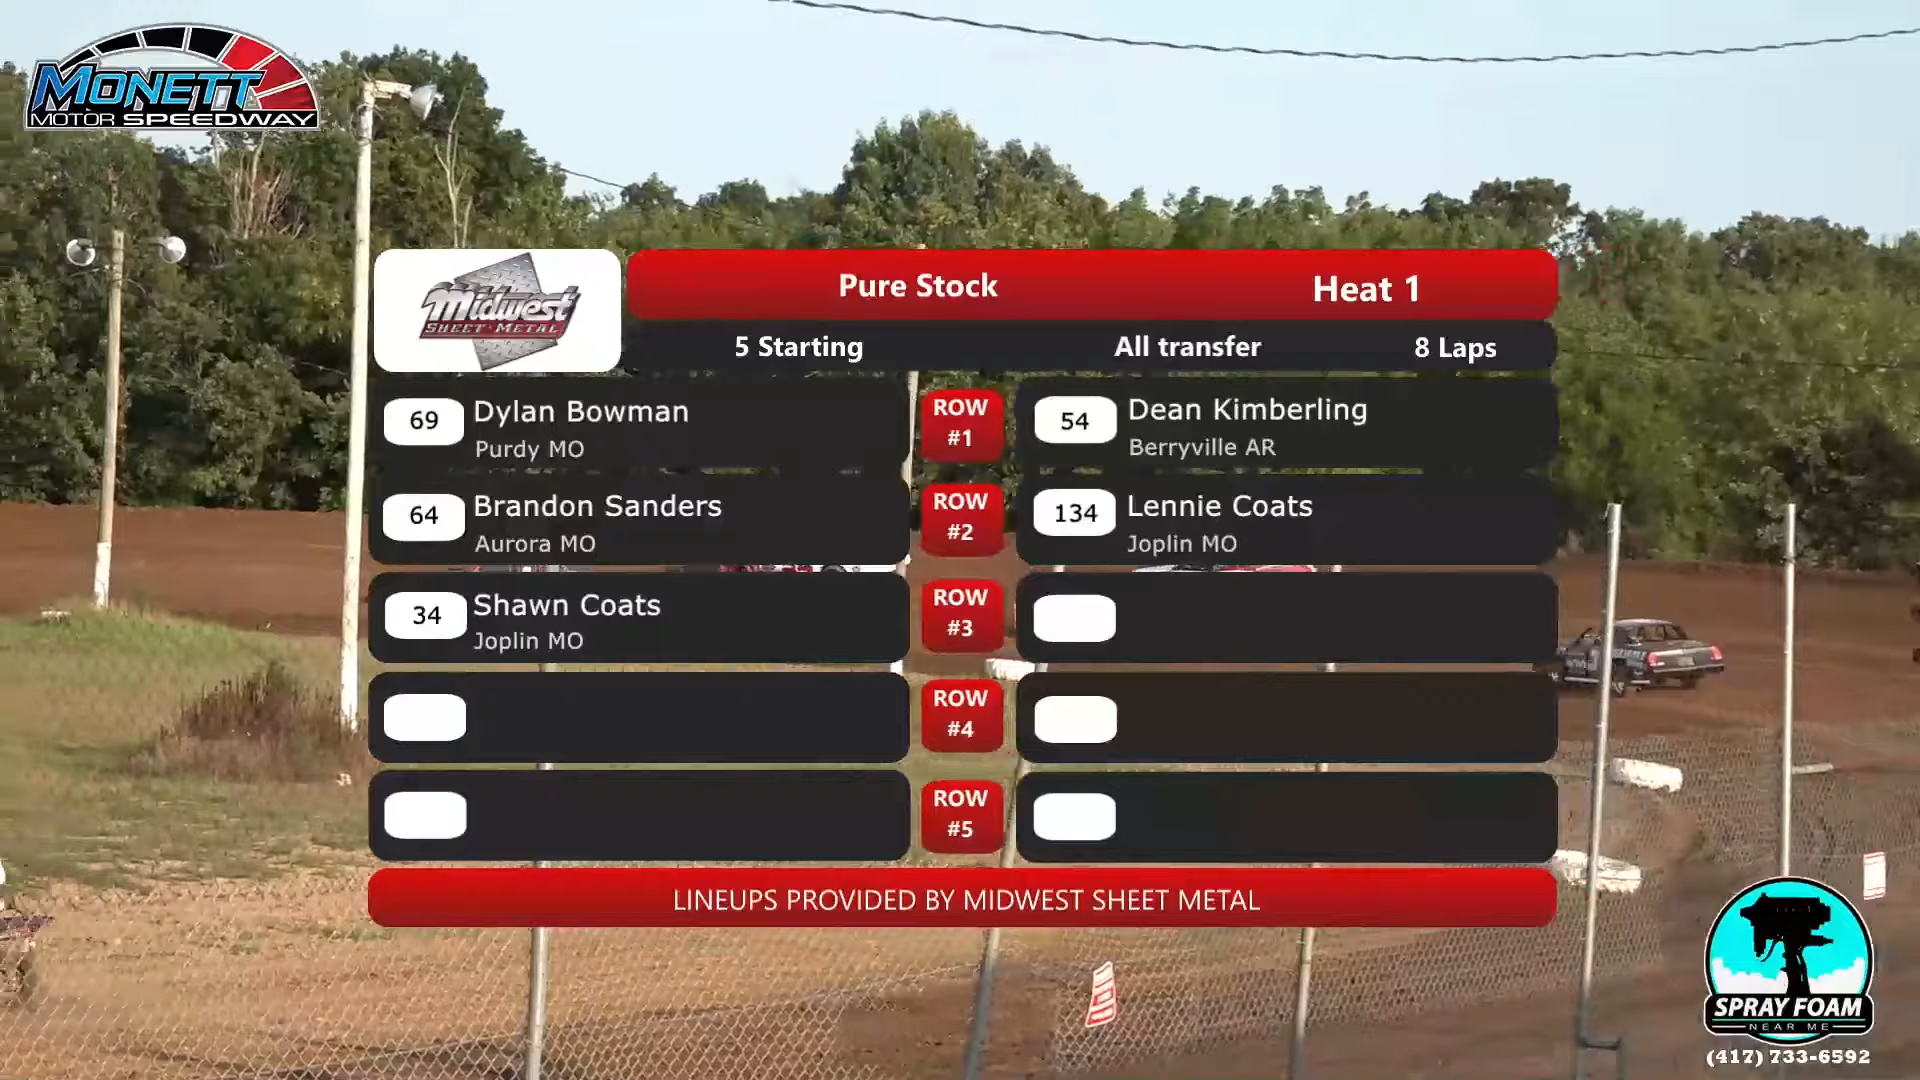 MONETT
MOTOR SPEEDWAY
Midwest
SHEET METAL
Pure Stock
Heat 1
5 Starting
All transfer
8 Laps
69
Dylan Bowman
Purdy MO
ROW
#1
54
Dean Kimberling
Berryville AR
64
Brandon Sanders
Aurora MO
ROW
#2
134
Lennie Coats
Joplin MO
34
Shawn Coats
Joplin MO
ROW
#3
ROW
#4
ROW
#5
LINEUPS PROVIDED BY MIDWEST SHEET METAL
SPRAY FOAM
NEAR ME
(417) 733-6592